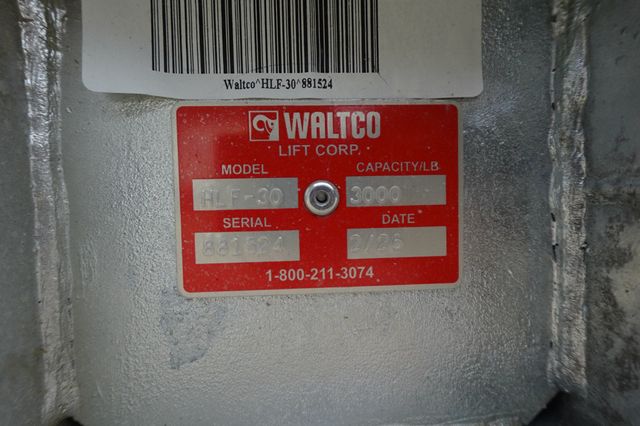 Waltco^HLF-30^881524
WALTCO
LIFT CORP.
MODEL CAPACITY/LB
HLF-30 3000
SERIAL DATE
881524 2/25
1-800-211-3074